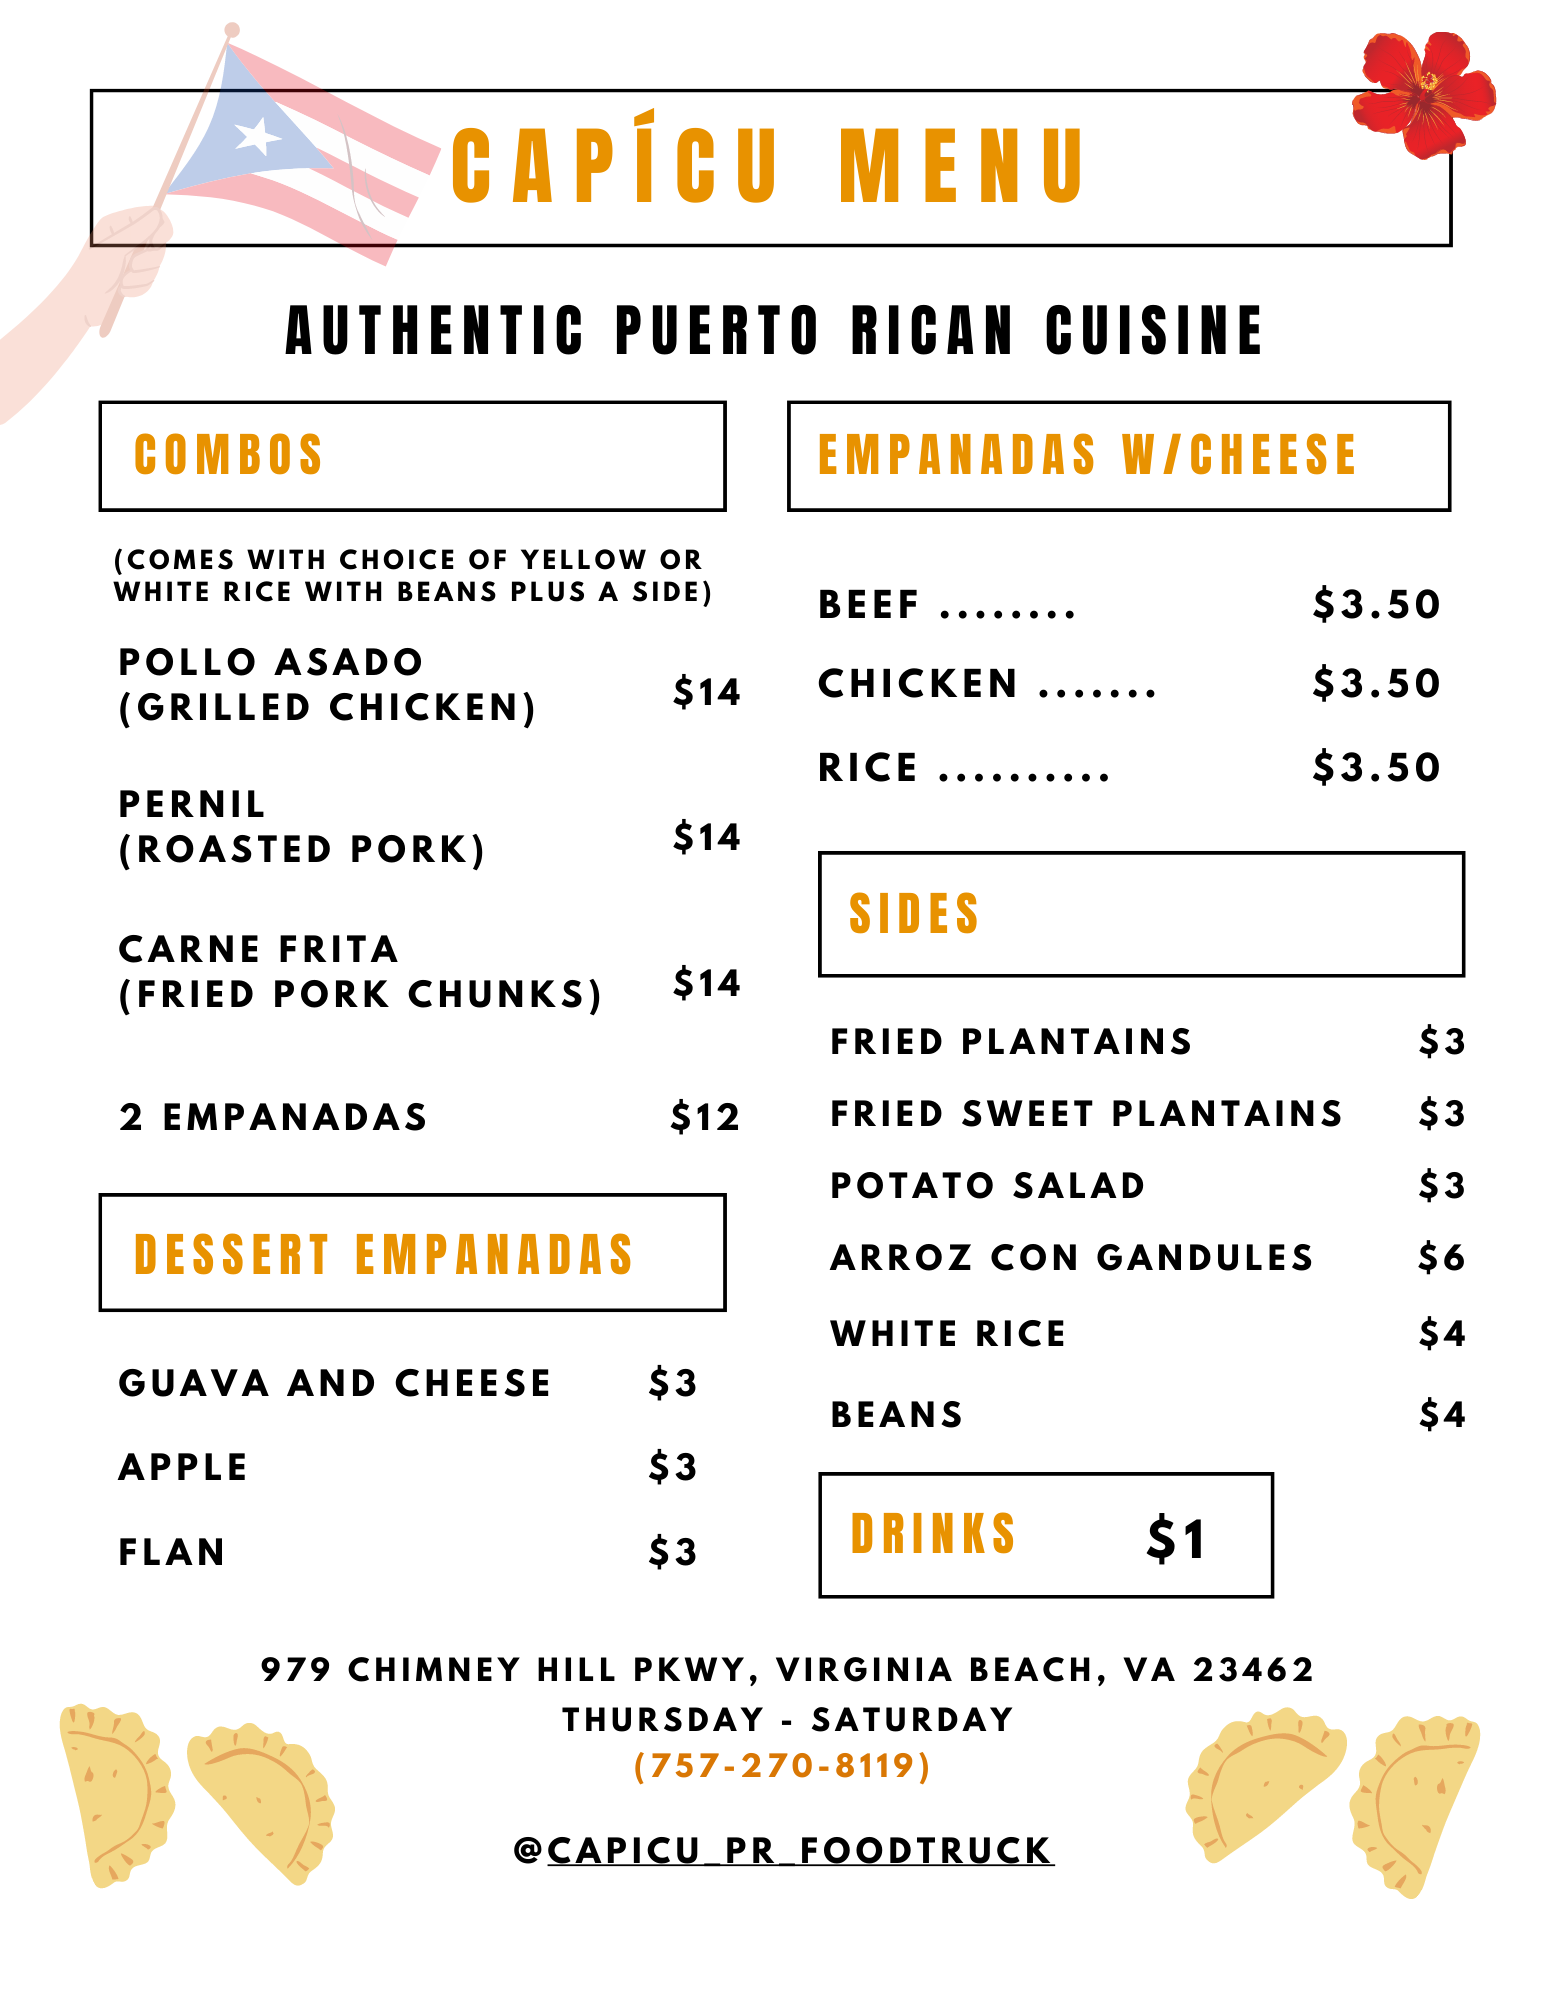 CAPÍCU MENU
AUTHENTIC PUERTO RICAN CUISINE
COMBOS
(COMES WITH CHOICE OF YELLOW OR
WHITE RICE WITH BEANS PLUS A SIDE)
POLLO ASADO
(GRILLED CHICKEN) $14
PERNIL
(ROASTED PORK) $14
CARNE FRITA
(FRIED PORK CHUNKS) $14
2 EMPANADAS $12
DESSERT EMPANADAS
GUAVA AND CHEESE $3
APPLE $3
FLAN $3
EMPANADAS W/CHEESE
BEEF ........ $3.50
CHICKEN ....... $3.50
RICE .......... $3.50
SIDES
FRIED PLANTAINS $3
FRIED SWEET PLANTAINS $3
POTATO SALAD $3
ARROZ CON GANDULES $6
WHITE RICE $4
BEANS $4
DRINKS $1
979 CHIMNEY HILL PKWY, VIRGINIA BEACH, VA 23462
THURSDAY - SATURDAY
(757-270-8119)
@CAPICU_PR_FOODTRUCK